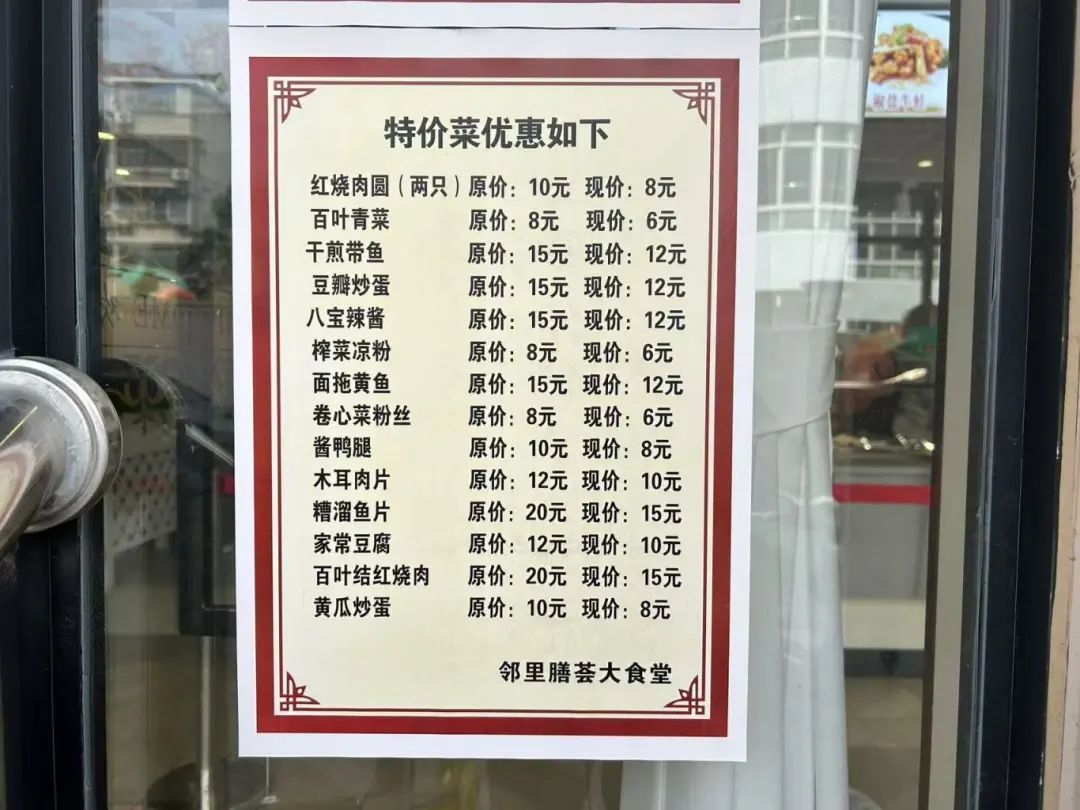 特价菜优惠如下
红烧肉圆（两只）原价：10元 现价：8元
百叶青菜 原价：8元 现价：6元
干煎带鱼 原价：15元 现价：12元
豆瓣炒蛋 原价：15元 现价：12元
八宝辣酱 原价：15元 现价：12元
榨菜凉粉 原价：8元 现价：6元
面拖黄鱼 原价：15元 现价：12元
卷心菜粉丝 原价：8元 现价：6元
酱鸭腿 原价：10元 现价：8元
木耳肉片 原价：12元 现价：10元
糟溜鱼片 原价：20元 现价：15元
家常豆腐 原价：12元 现价：10元
百叶结红烧肉 原价：20元 现价：15元
黄瓜炒蛋 原价：10元 现价：8元
邻里膳荟大食堂